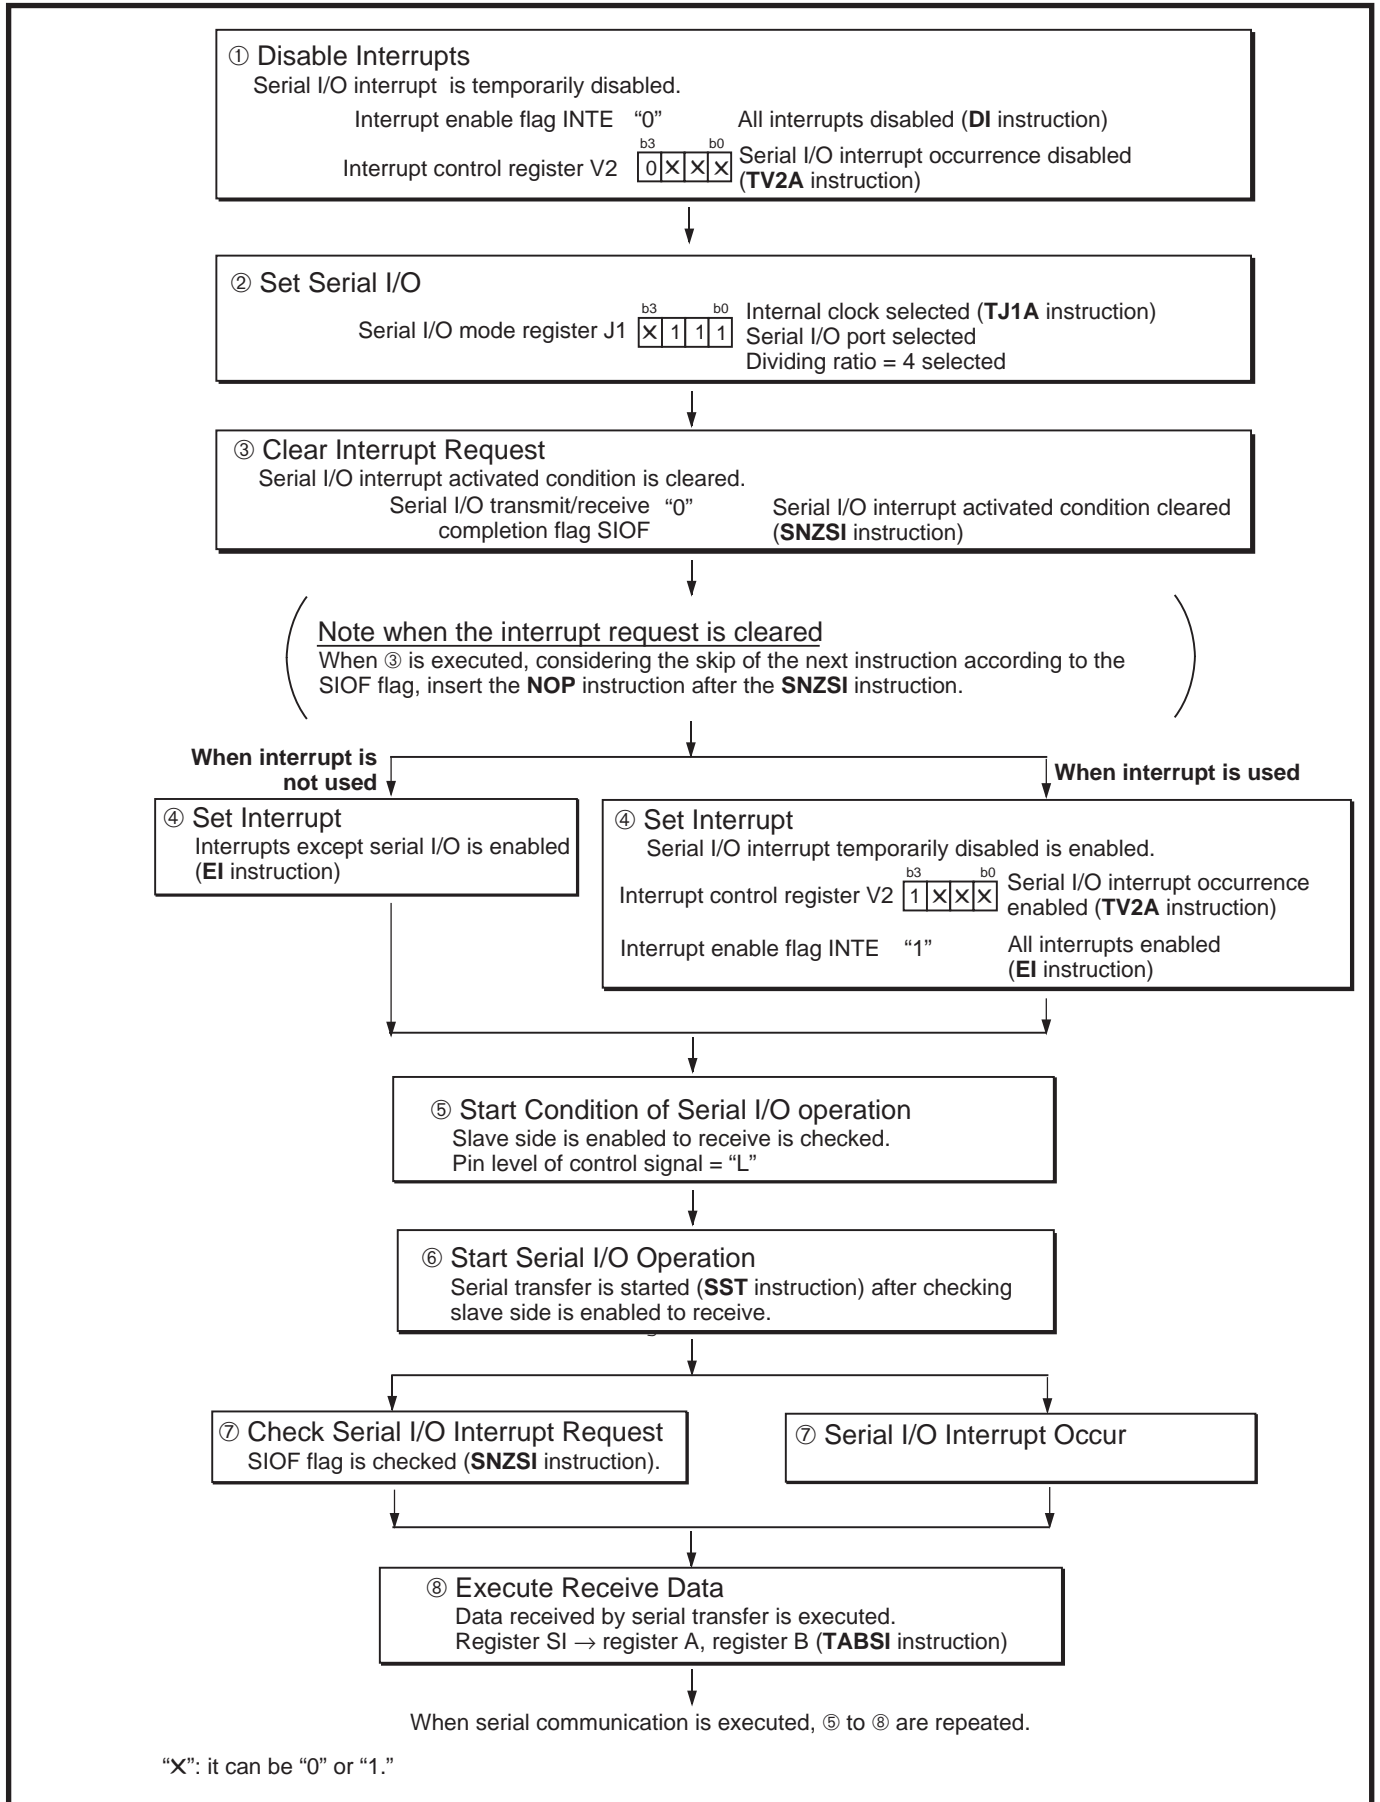 ① Disable Interrupts
Serial I/O interrupt is temporarily disabled.
Interrupt enable flag INTE “0” All interrupts disabled (DI instruction)
b3 b0
Interrupt control register V2 0 X X X Serial I/O interrupt occurrence disabled
(TV2A instruction)
② Set Serial I/O
b3 b0
Internal clock selected (TJ1A instruction)
Serial I/O mode register J1 X 1 1 1 Serial I/O port selected
Dividing ratio = 4 selected
③ Clear Interrupt Request
Serial I/O interrupt activated condition is cleared.
Serial I/O transmit/receive “0” Serial I/O interrupt activated condition cleared
completion flag SIOF (SNZSI instruction)
Note when the interrupt request is cleared
When ③ is executed, considering the skip of the next instruction according to the
SIOF flag, insert the NOP instruction after the SNZSI instruction.
When interrupt is
not used
When interrupt is used
④ Set Interrupt
Interrupts except serial I/O is enabled
(EI instruction)
④ Set Interrupt
Serial I/O interrupt temporarily disabled is enabled.
b3 b0
Interrupt control register V2 1 X X X Serial I/O interrupt occurrence
enabled (TV2A instruction)
Interrupt enable flag INTE “1” All interrupts enabled
(EI instruction)
⑤ Start Condition of Serial I/O operation
Slave side is enabled to receive is checked.
Pin level of control signal = “L”
⑥ Start Serial I/O Operation
Serial transfer is started (SST instruction) after checking
slave side is enabled to receive.
⑦ Check Serial I/O Interrupt Request
SIOF flag is checked (SNZSI instruction).
⑦ Serial I/O Interrupt Occur
⑧ Execute Receive Data
Data received by serial transfer is executed.
Register SI → register A, register B (TABSI instruction)
When serial communication is executed, ⑤ to ⑧ are repeated.
“X”: it can be “0” or “1.”